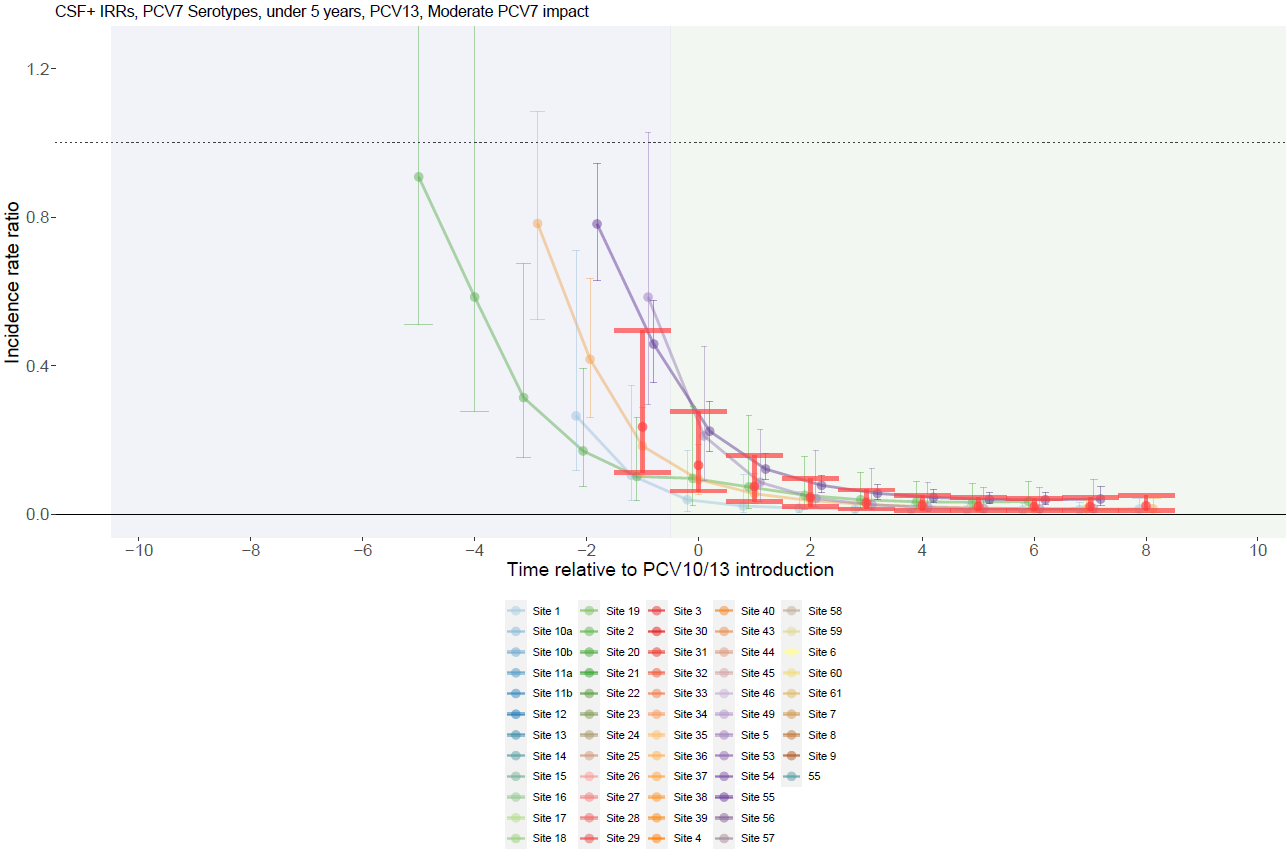 CSF+ IRRs, PCV7 Serotypes, under 5 years, PCV13, Moderate PCV7 impact
Incidence rate ratio
1.2
0.8
0.4
0.0
−10 −8 −6 −4 −2 0 2 4 6 8 10
Time relative to PCV10/13 introduction
Site 1 Site 19 Site 3 Site 40 Site 58
Site 10a Site 2 Site 30 Site 43 Site 59
Site 10b Site 20 Site 31 Site 44 Site 6
Site 11a Site 21 Site 32 Site 45 Site 60
Site 11b Site 22 Site 33 Site 46 Site 61
Site 12 Site 23 Site 34 Site 49 Site 7
Site 13 Site 24 Site 35 Site 5 Site 8
Site 14 Site 25 Site 36 Site 53 Site 9
Site 15 Site 26 Site 37 Site 54 55
Site 16 Site 27 Site 38 Site 55
Site 17 Site 28 Site 39 Site 56
Site 18 Site 29 Site 4 Site 57